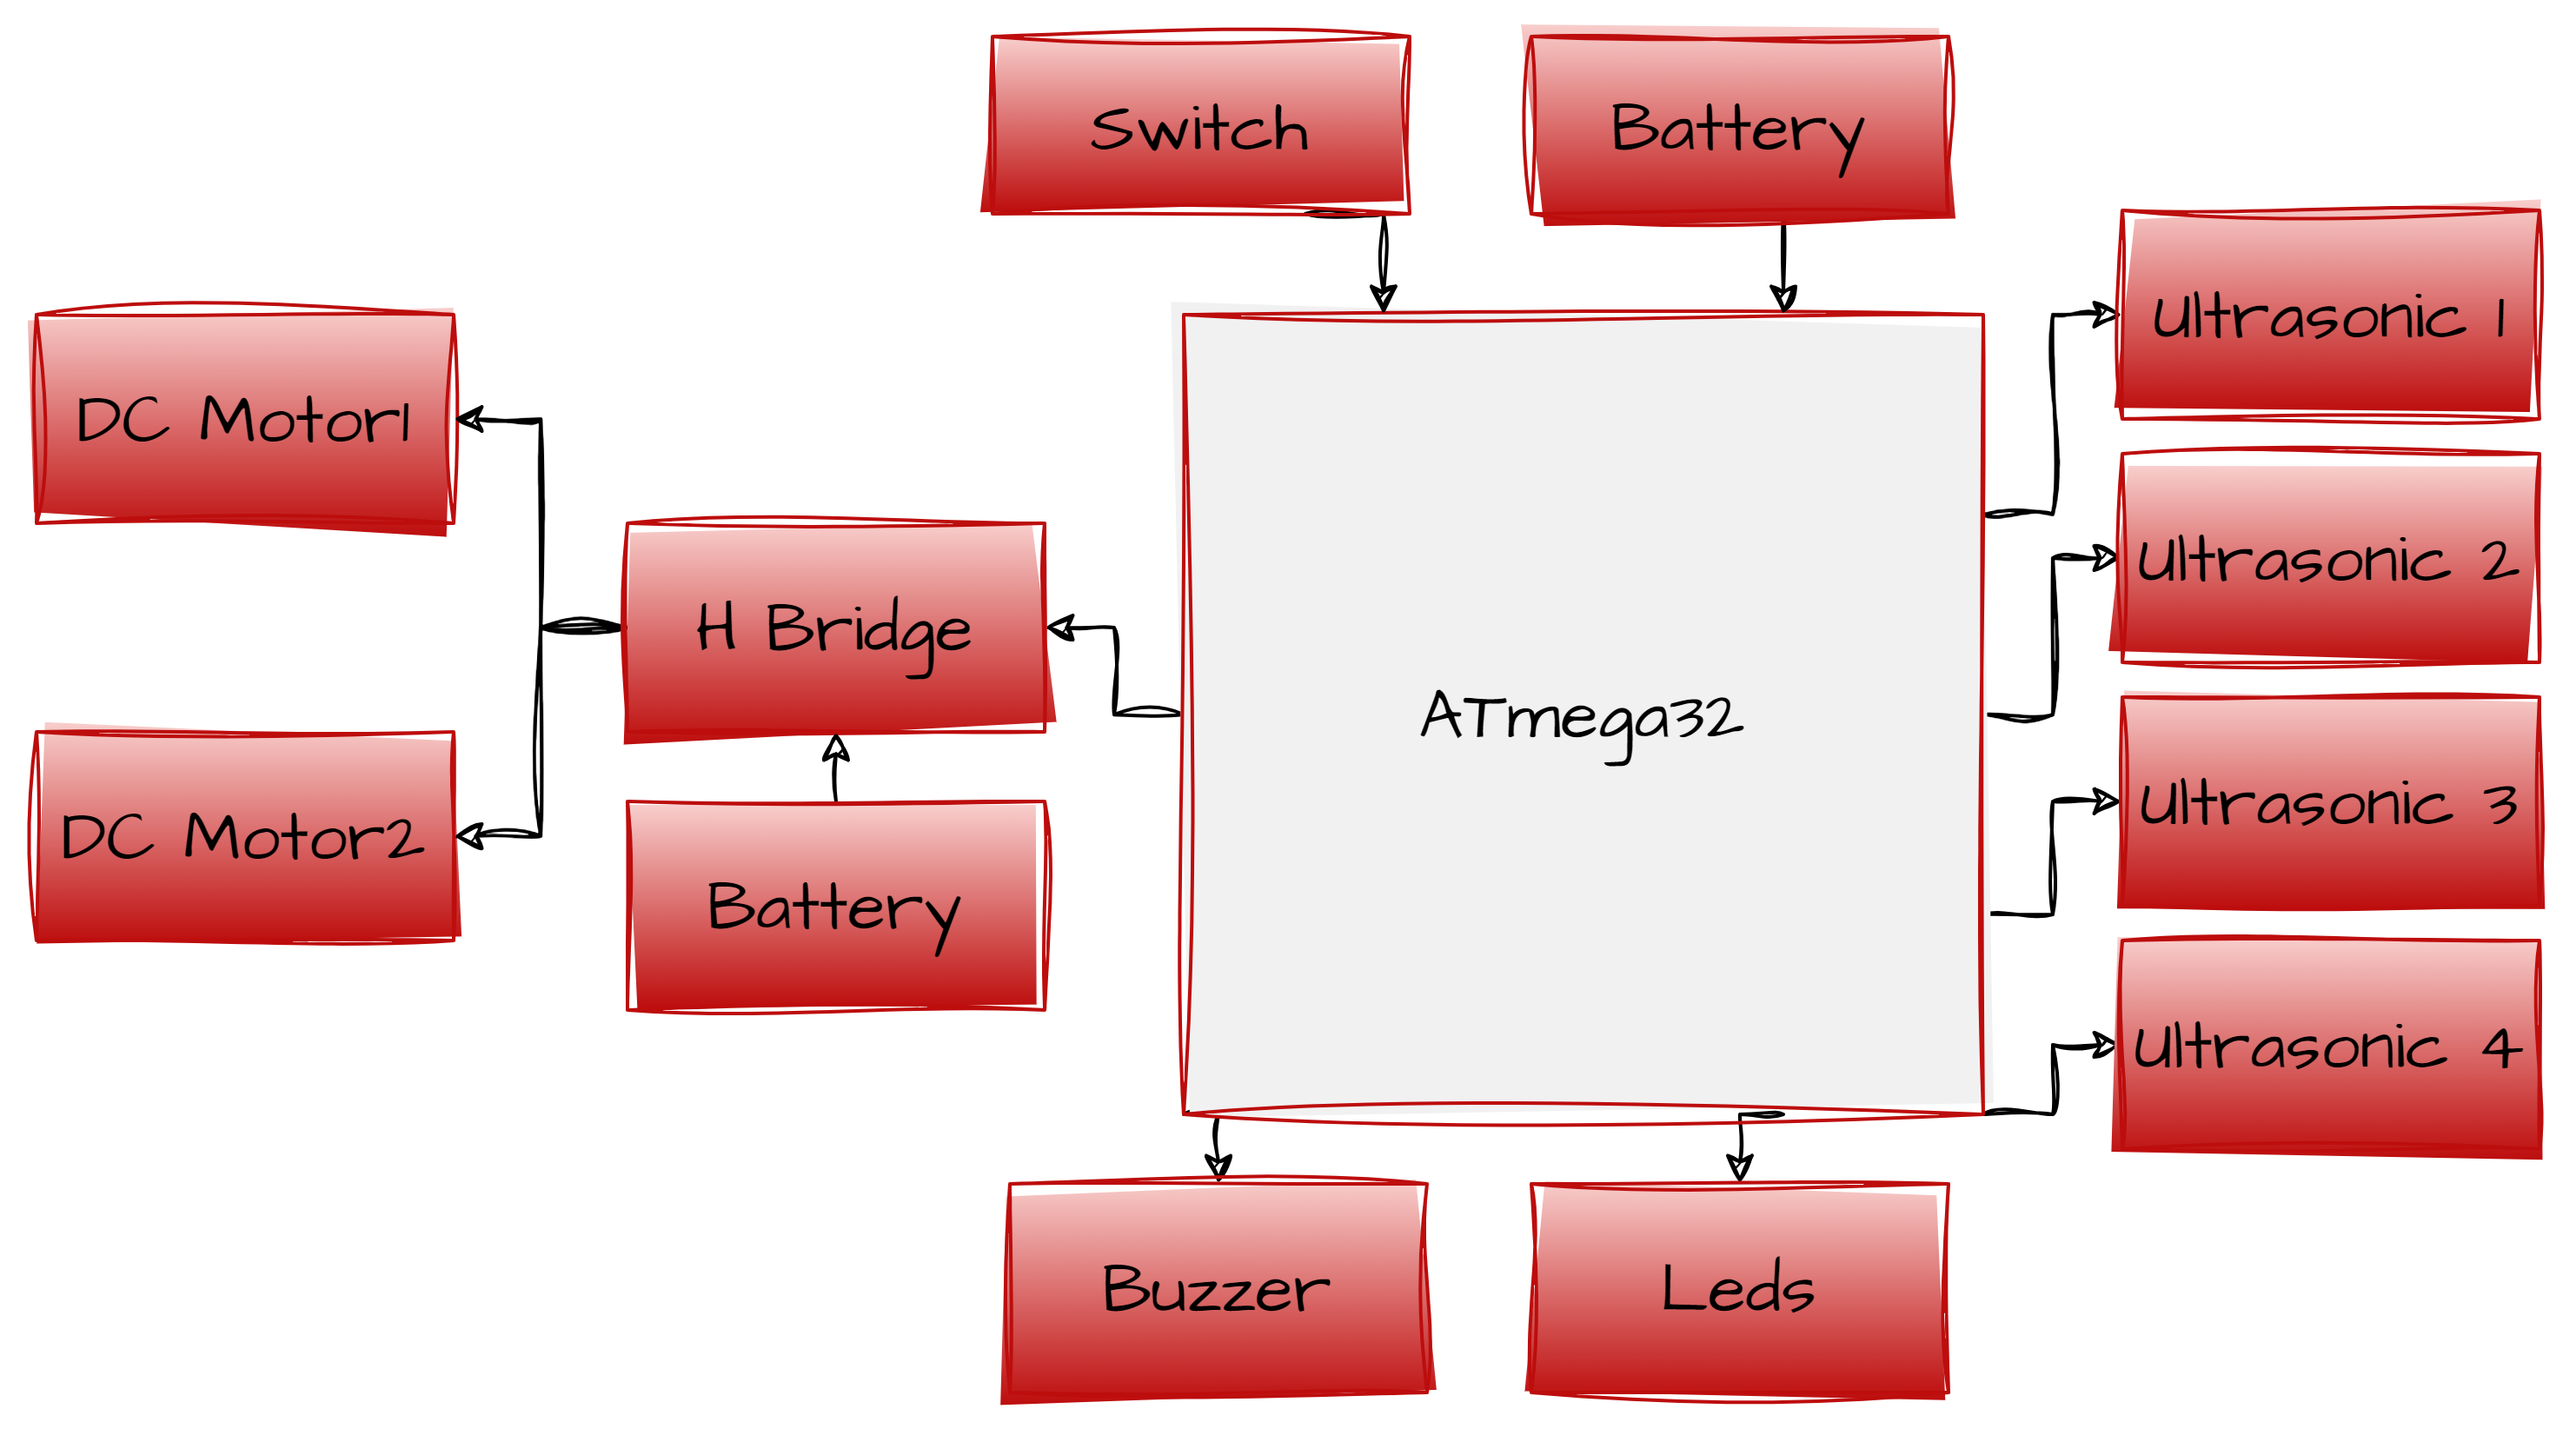 Switch
Battery
Ultrasonic 1
DC Motor1
Ultrasonic 2
H Bridge
ATmega32
Ultrasonic 3
DC Motor2
Battery
Ultrasonic 4
Buzzer
Leds